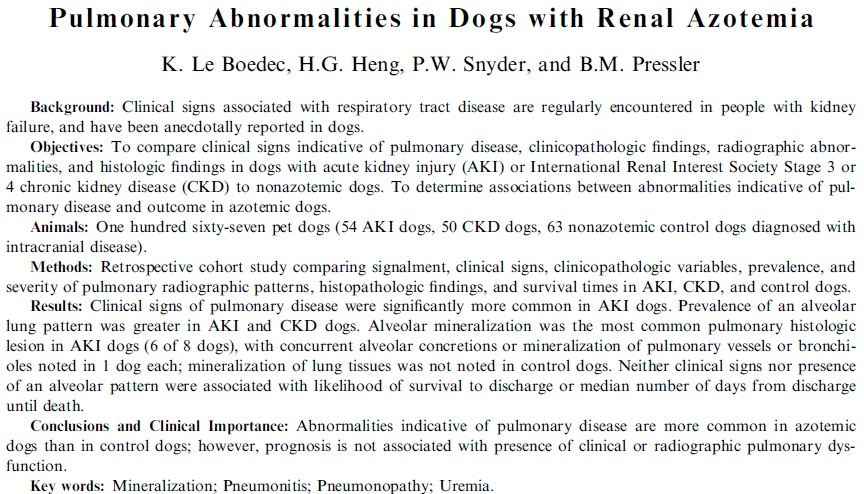 Pulmonary Abnormalities in Dogs with Renal Azotemia
K. Le Boedec, H.G. Heng, P.W. Snyder, and B.M. Pressler
Background: Clinical signs associated with respiratory tract disease are regularly encountered in people with kidney
failure, and have been anecdotally reported in dogs.
Objectives: To compare clinical signs indicative of pulmonary disease, clinicopathologic findings, radiographic abnor-
malities, and histologic findings in dogs with acute kidney injury (AKI) or International Renal Interest Society Stage 3 or
4 chronic kidney disease (CKD) to nonazotemic dogs. To determine associations between abnormalities indicative of pul-
monary disease and outcome in azotemic dogs.
Animals: One hundred sixty-seven pet dogs (54 AKI dogs, 50 CKD dogs, 63 nonazotemic control dogs diagnosed with
intracranial disease).
Methods: Retrospective cohort study comparing signalment, clinical signs, clinicopathologic variables, prevalence, and
severity of pulmonary radiographic patterns, histopathologic findings, and survival times in AKI, CKD, and control dogs.
Results: Clinical signs of pulmonary disease were significantly more common in AKI dogs. Prevalence of an alveolar
lung pattern was greater in AKI and CKD dogs. Alveolar mineralization was the most common pulmonary histologic
lesion in AKI dogs (6 of 8 dogs), with concurrent alveolar concretions or mineralization of pulmonary vessels or bronchi-
oles noted in 1 dog each; mineralization of lung tissues was not noted in control dogs. Neither clinical signs nor presence
of an alveolar pattern were associated with likelihood of survival to discharge or median number of days from discharge
until death.
Conclusions and Clinical Importance: Abnormalities indicative of pulmonary disease are more common in azotemic
dogs than in control dogs; however, prognosis is not associated with presence of clinical or radiographic pulmonary dys-
function.
Key words: Mineralization; Pneumonitis; Pneumonopathy; Uremia.